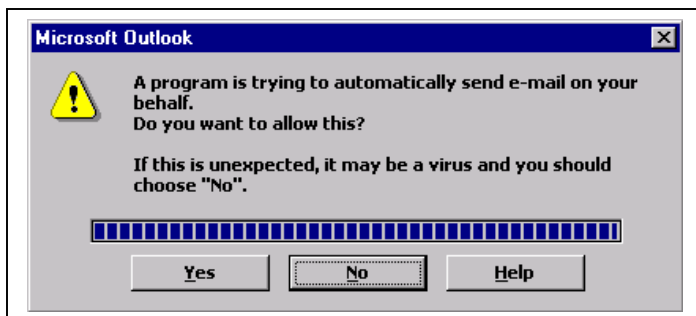 Microsoft Outlook
A program is trying to automatically send e-mail on your
behalf.
Do you want to allow this?
If this is unexpected, it may be a virus and you should
choose "No".
Yes No Help